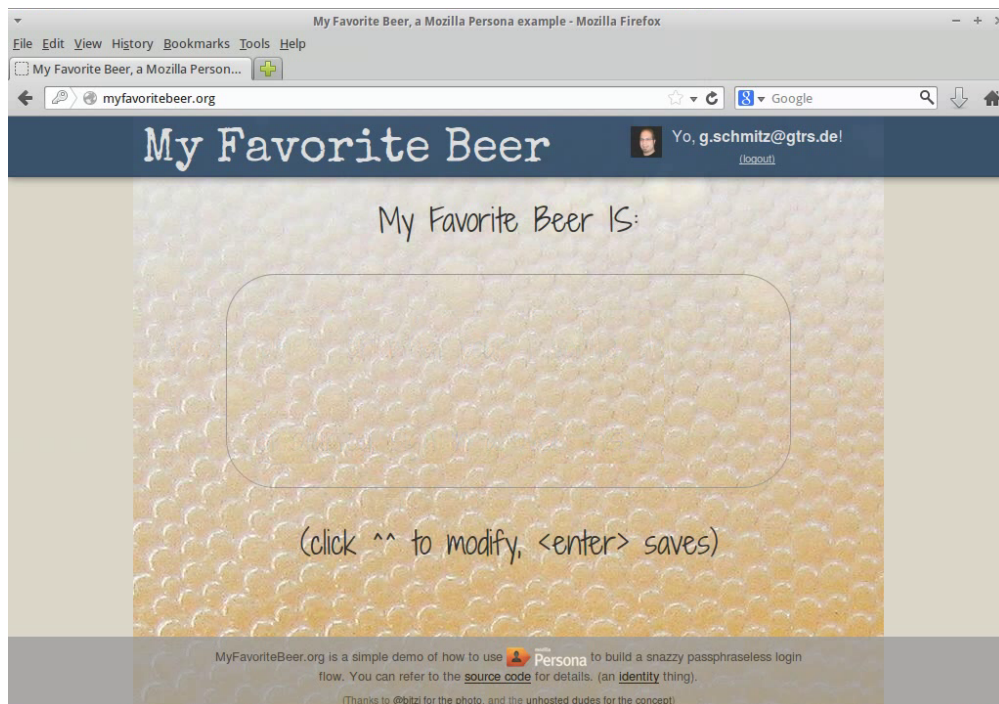 My Favorite Beer, a Mozilla Persona example - Mozilla Firefox
File Edit View History Bookmarks Tools Help
My Favorite Beer, a Mozilla Person...
myfavoritebeer.org
8 Google
My Favorite Beer
Yo, g.schmitz@gtrs.de!
(logout)
My Favorite Beer IS:
(click ^^ to modify, <enter> saves)
MyFavoriteBeer.org is a simple demo of how to use mozilla Persona to build a snazzy passphraseless login
flow. You can refer to the source code for details. (an identity thing).
(Thanks to @bitzi for the photo, and the unhosted dudes for the concept)